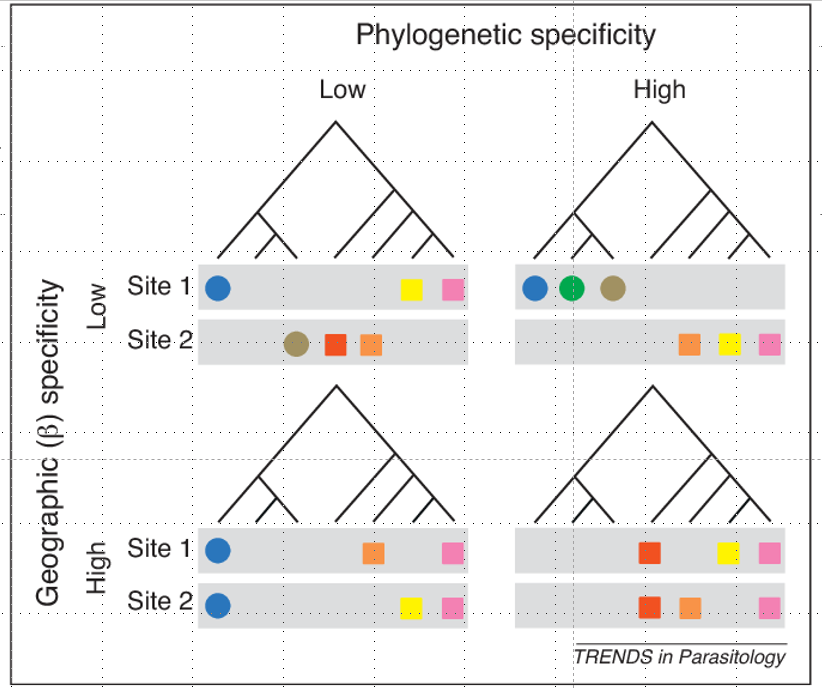 Phylogenetic specificity
Low
High
Geographic (β) specificity
Low
Site 1
Site 2
High
Site 1
Site 2
TRENDS in Parasitology